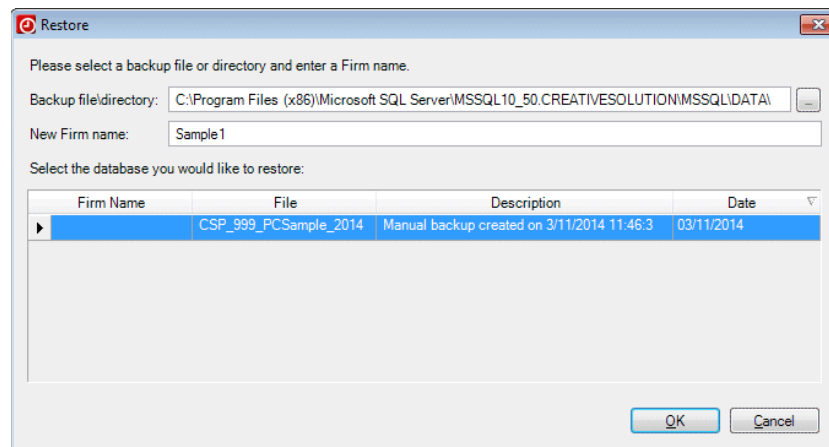 Restore
Please select a backup file or directory and enter a Firm name.
Backup file\directory: C:\Program Files (x86)\Microsoft SQL Server\MSSQL10_50.CREATIVESOLUTION\MSSQL\DATA\ ...
New Firm name: Sample1
Select the database you would like to restore:
Firm Name File Description Date
CSP_999_PCSample_2014 Manual backup created on 3/11/2014 11:46:3 03/11/2014
OK Cancel